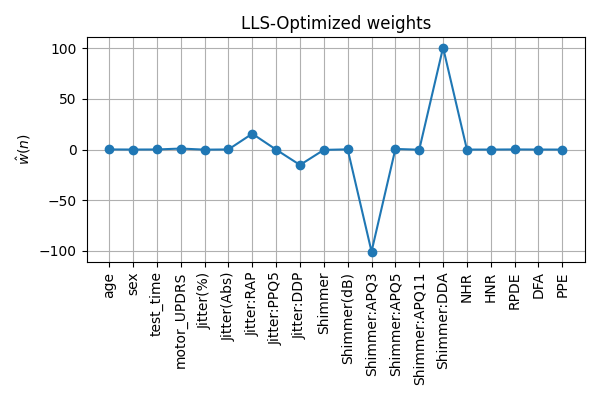 LLS-Optimized weights
ŵ(n)
100
50
0
−50
−100
age
sex
test_time
motor_UPDRS
Jitter(%)
Jitter(Abs)
Jitter:RAP
Jitter:PPQ5
Jitter:DDP
Shimmer
Shimmer(dB)
Shimmer:APQ3
Shimmer:APQ5
Shimmer:APQ11
Shimmer:DDA
NHR
HNR
RPDE
DFA
PPE